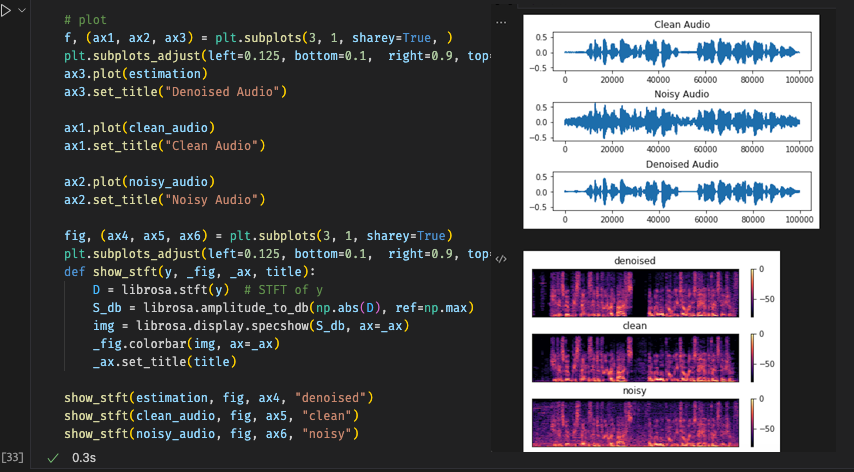 # plot
f, (ax1, ax2, ax3) = plt.subplots(3, 1, sharey=True, )
plt.subplots_adjust(left=0.125, bottom=0.1,  right=0.9, top=
ax3.plot(estimation)
ax3.set_title("Denoised Audio")
ax1.plot(clean_audio)
ax1.set_title("Clean Audio")
ax2.plot(noisy_audio)
ax2.set_title("Noisy Audio")
fig, (ax4, ax5, ax6) = plt.subplots(3, 1, sharey=True)
plt.subplots_adjust(left=0.125, bottom=0.1,  right=0.9, top=
def show_stft(y, _fig, _ax, title):
    D = librosa.stft(y)  # STFT of y
    S_db = librosa.amplitude_to_db(np.abs(D), ref=np.max)
    img = librosa.display.specshow(S_db, ax=_ax)
    _fig.colorbar(img, ax=_ax)
    _ax.set_title(title)
show_stft(estimation, fig, ax4, "denoised")
show_stft(clean_audio, fig, ax5, "clean")
show_stft(noisy_audio, fig, ax6, "noisy")
[33] 0.3s
...
Clean Audio
0.5
0.0
-0.5
0 20000 40000 60000 80000 100000
Noisy Audio
0.5
0.0
-0.5
0 20000 40000 60000 80000 100000
Denoised Audio
0.5
0.0
-0.5
0 20000 40000 60000 80000 100000
</>
denoised
0
-50
clean
0
-50
noisy
0
-50